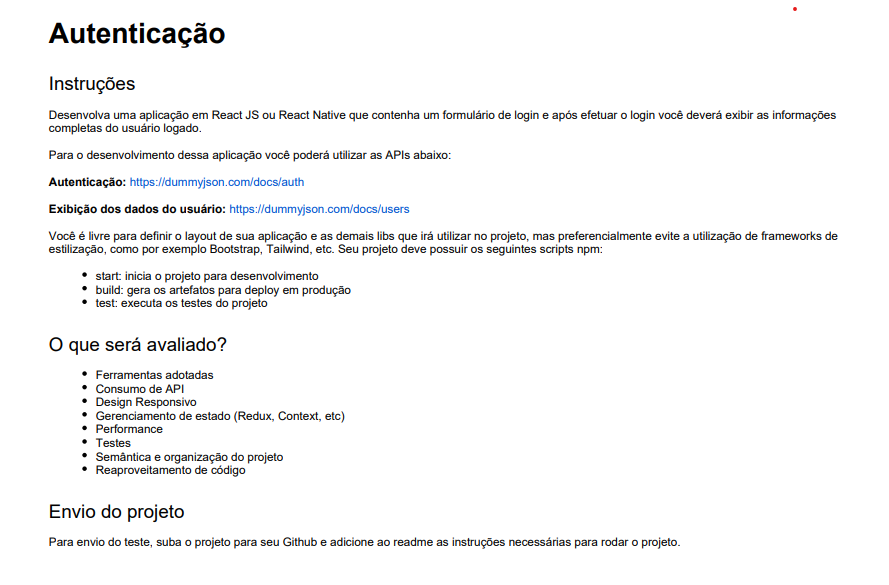 Autenticação
Instruções
Desenvolva uma aplicação em React JS ou React Native que contenha um formulário de login e após efetuar o login você deverá exibir as informações
completas do usuário logado.
Para o desenvolvimento dessa aplicação você poderá utilizar as APIs abaixo:
Autenticação: https://dummyjson.com/docs/auth
Exibição dos dados do usuário: https://dummyjson.com/docs/users
Você é livre para definir o layout de sua aplicação e as demais libs que irá utilizar no projeto, mas preferencialmente evite a utilização de frameworks de
estilização, como por exemplo Bootstrap, Tailwind, etc. Seu projeto deve possuir os seguintes scripts npm:
• start: inicia o projeto para desenvolvimento
• build: gera os artefatos para deploy em produção
• test: executa os testes do projeto
O que será avaliado?
• Ferramentas adotadas
• Consumo de API
• Design Responsivo
• Gerenciamento de estado (Redux, Context, etc)
• Performance
• Testes
• Semântica e organização do projeto
• Reaproveitamento de código
Envio do projeto
Para envio do teste, suba o projeto para seu Github e adicione ao readme as instruções necessárias para rodar o projeto.